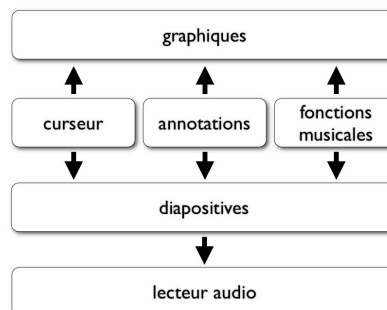 graphiques
curseur
annotations
fonctions
musicales
diapositives
lecteur audio